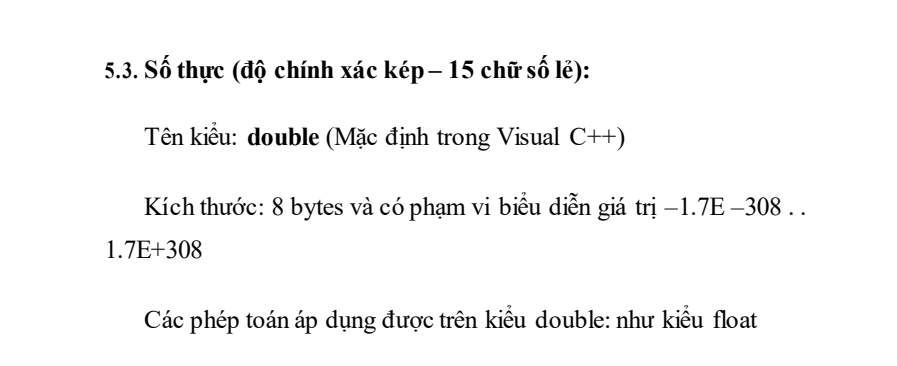 5.3. Số thực (độ chính xác kép – 15 chữ số lẻ):
Tên kiểu: double (Mặc định trong Visual C++)
Kích thước: 8 bytes và có phạm vi biểu diễn giá trị –1.7E –308 . .
1.7E+308
Các phép toán áp dụng được trên kiểu double: như kiểu float